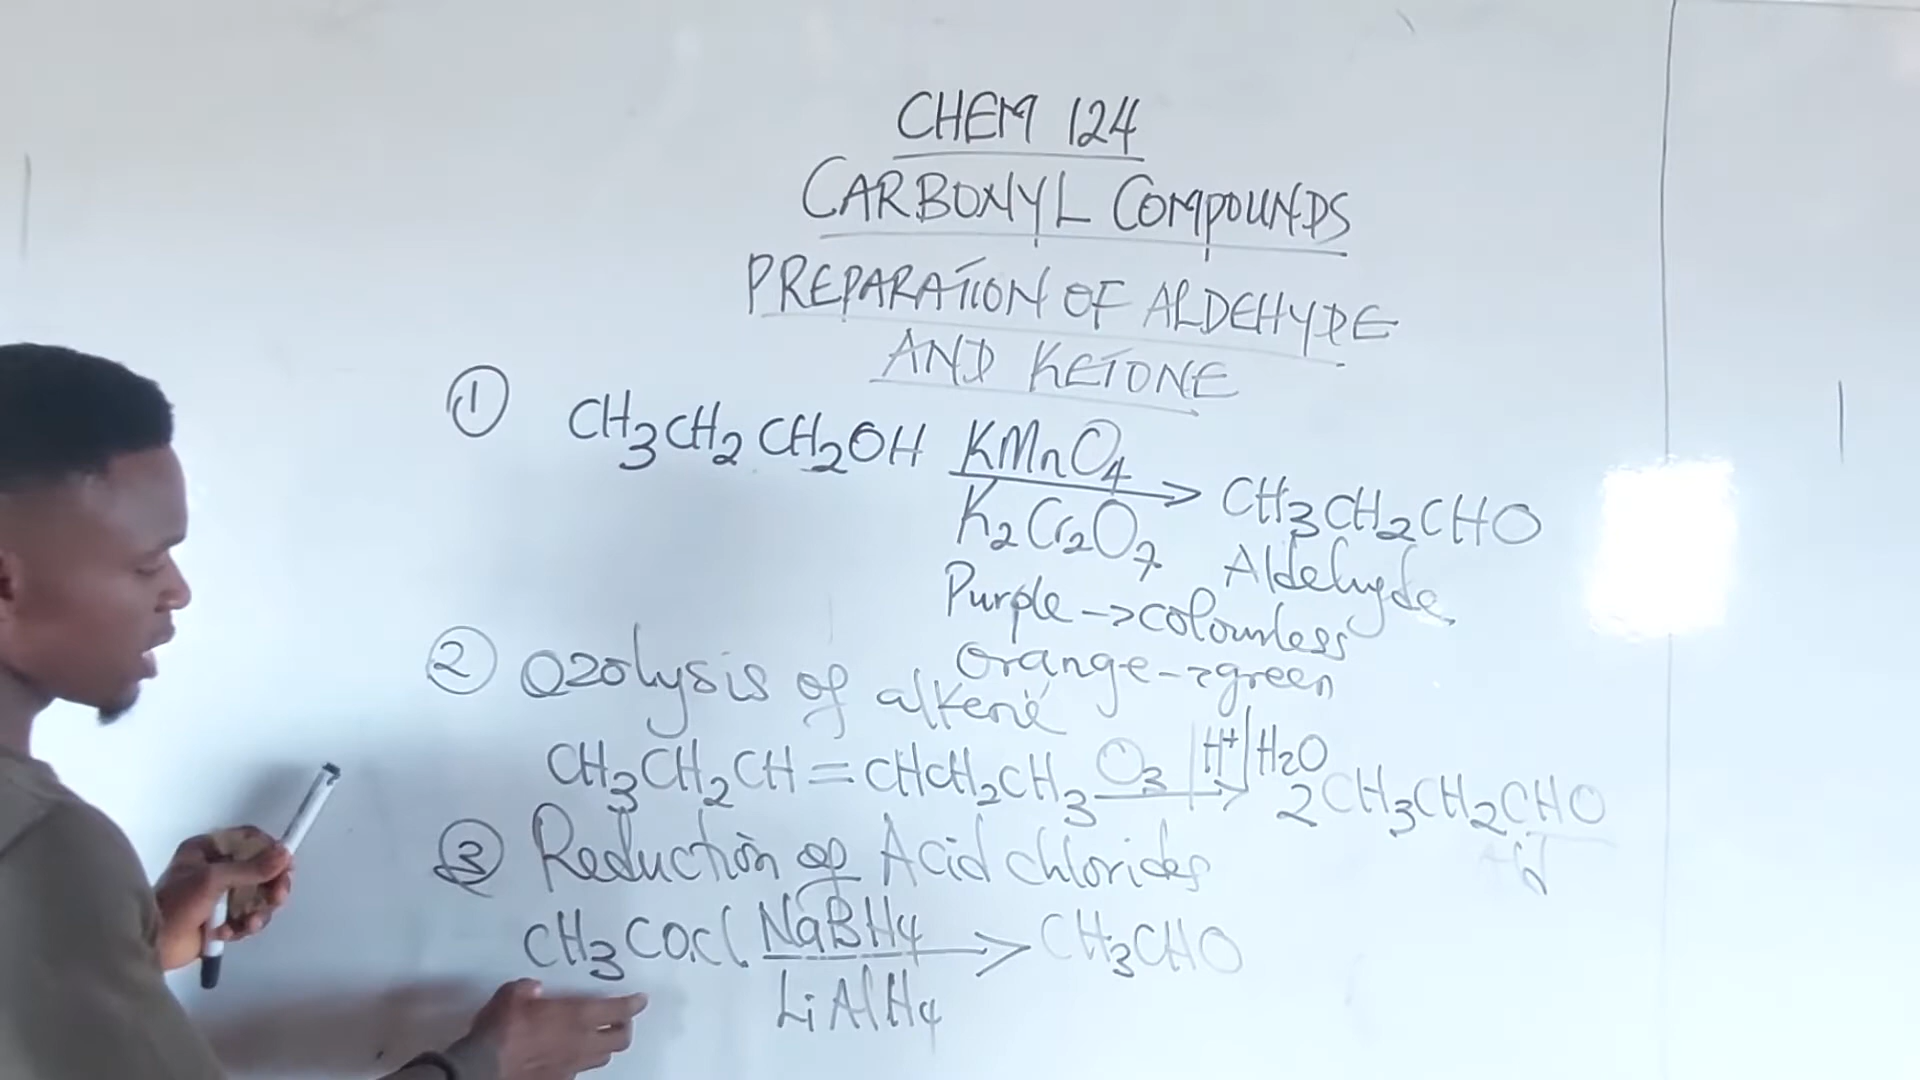 CHEM 124
CARBONYL COMPOUNDS
PREPARATION OF ALDEHYDE
AND KETONE
① CH3CH2CH2OH KMnO4 → CH3CH2CHO
K2Cr2O7 Aldehyde
Purple → colourless
orange → green
② Ozolysis of alkene
CH3CH2CH=CHCH2CH3 O3 | H+/H2O → 2CH3CH2CHO
③ Reduction of Acid chlorides
CH3COCl NaBH4 → CH3CHO
LiAlH4